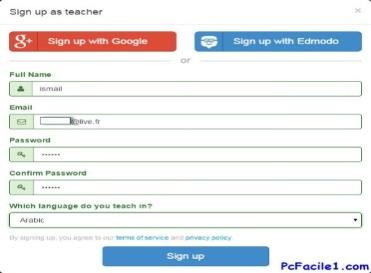 Sign up as teacher ×
g+ Sign up with Google Sign up with Edmodo
or
Full Name
ismail
Email
@live.fr
Password
••••••
Confirm Password
••••••
Which language do you teach in?
Arabic
By signing up, you agree to our terms of service and privacy policy
Sign up
PcFacile1.com